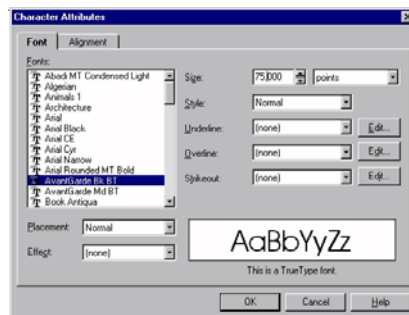 Character Attributes
Font
Alignment
Fonts:
Abadi MT Condensed Light
Algerian
Animals 1
Architecture
Arial
Arial Black
Arial CE
Arial Cyr
Arial Narrow
Arial Rounded MT Bold
AvantGarde Bk BT
AvantGarde Md BT
Book Antiqua
Size: 75.000 points
Style: Normal
Underline: (none) Edit...
Overline: (none) Edit...
Strikeout: (none) Edit...
Placement: Normal
Effect: (none)
AaBbYyZz
This is a TrueType font.
OK Cancel Help